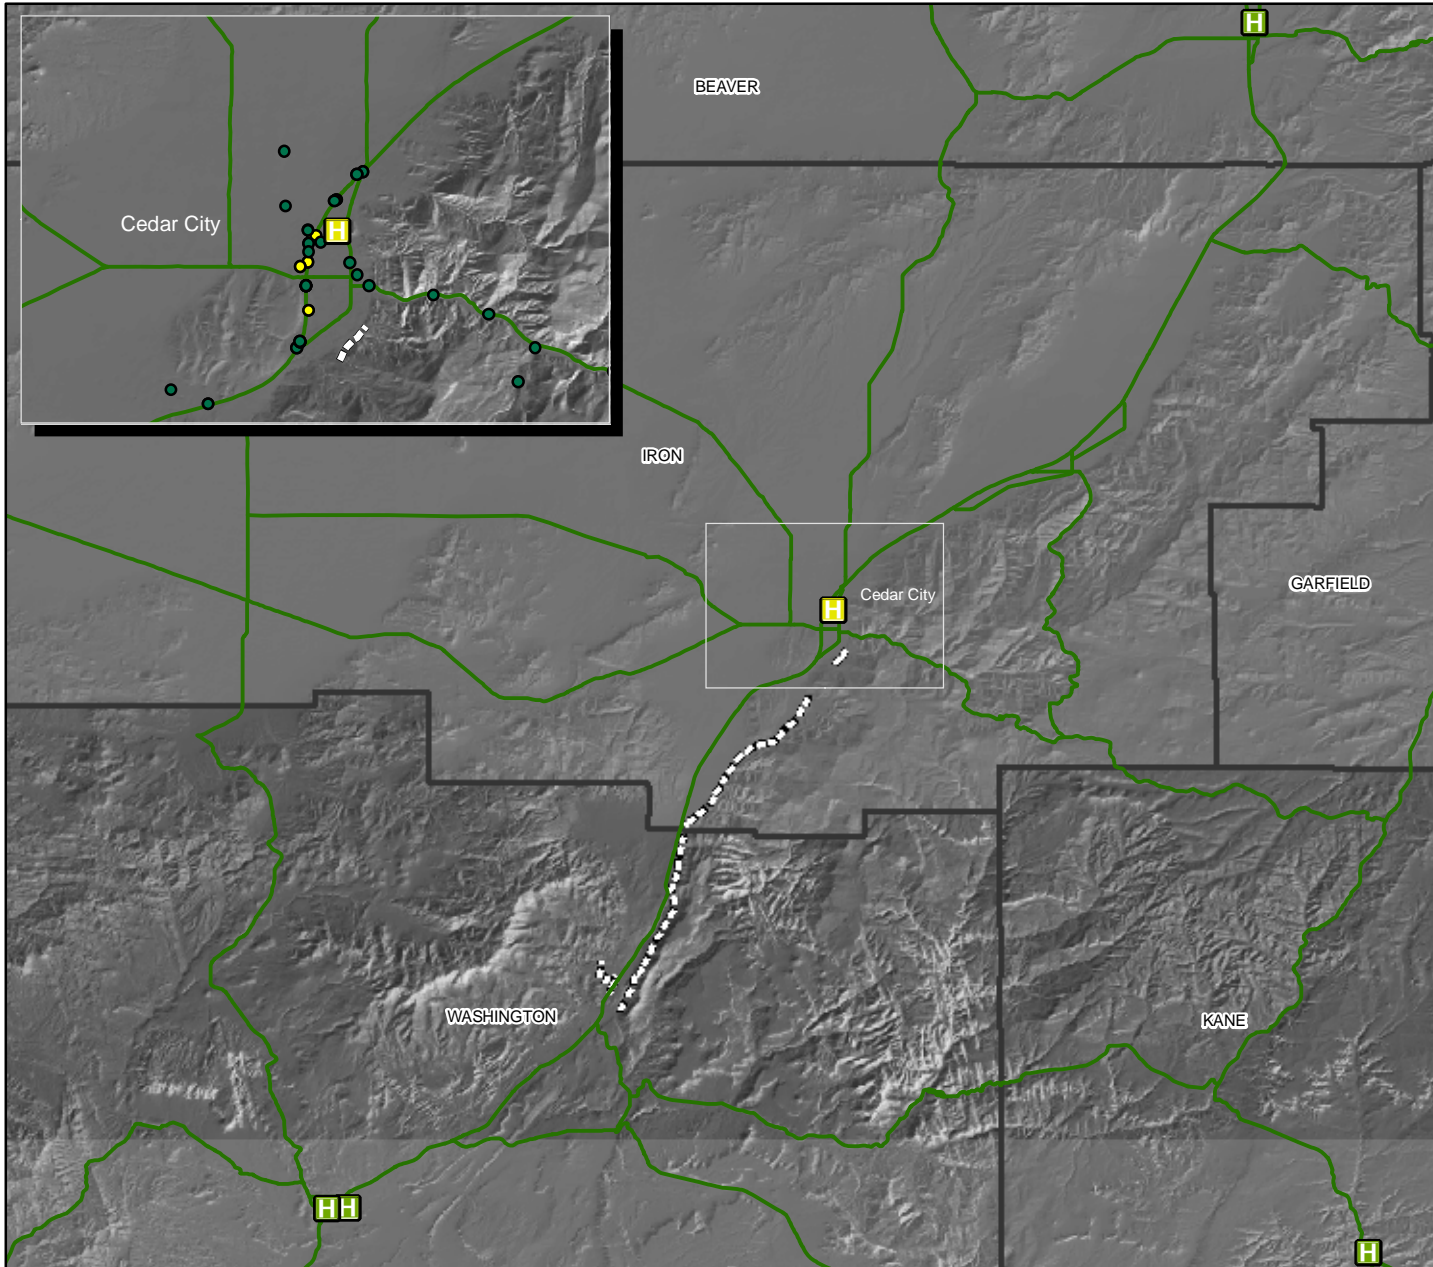 H
BEAVER
Cedar City
H
IRON
GARFIELD
Cedar City
H
WASHINGTON
KANE
H H
H